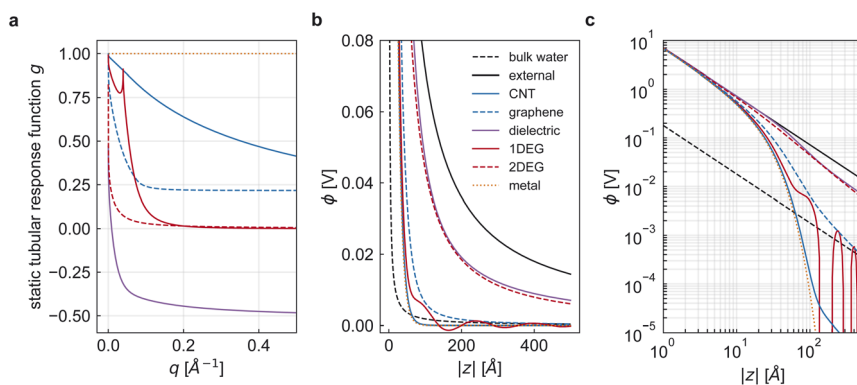 a
static tubular response function g
1.00
0.75
0.50
0.25
0.00
−0.25
−0.50
0.0
0.2
0.4
q [Å⁻¹]
b
ϕ [V]
0.08
0.06
0.04
0.02
0.00
0
200
400
|z| [Å]
bulk water
external
CNT
graphene
dielectric
1DEG
2DEG
metal
c
ϕ [V]
10¹
10⁰
10⁻¹
10⁻²
10⁻³
10⁻⁴
10⁻⁵
10⁰
10¹
10²
|z| [Å]